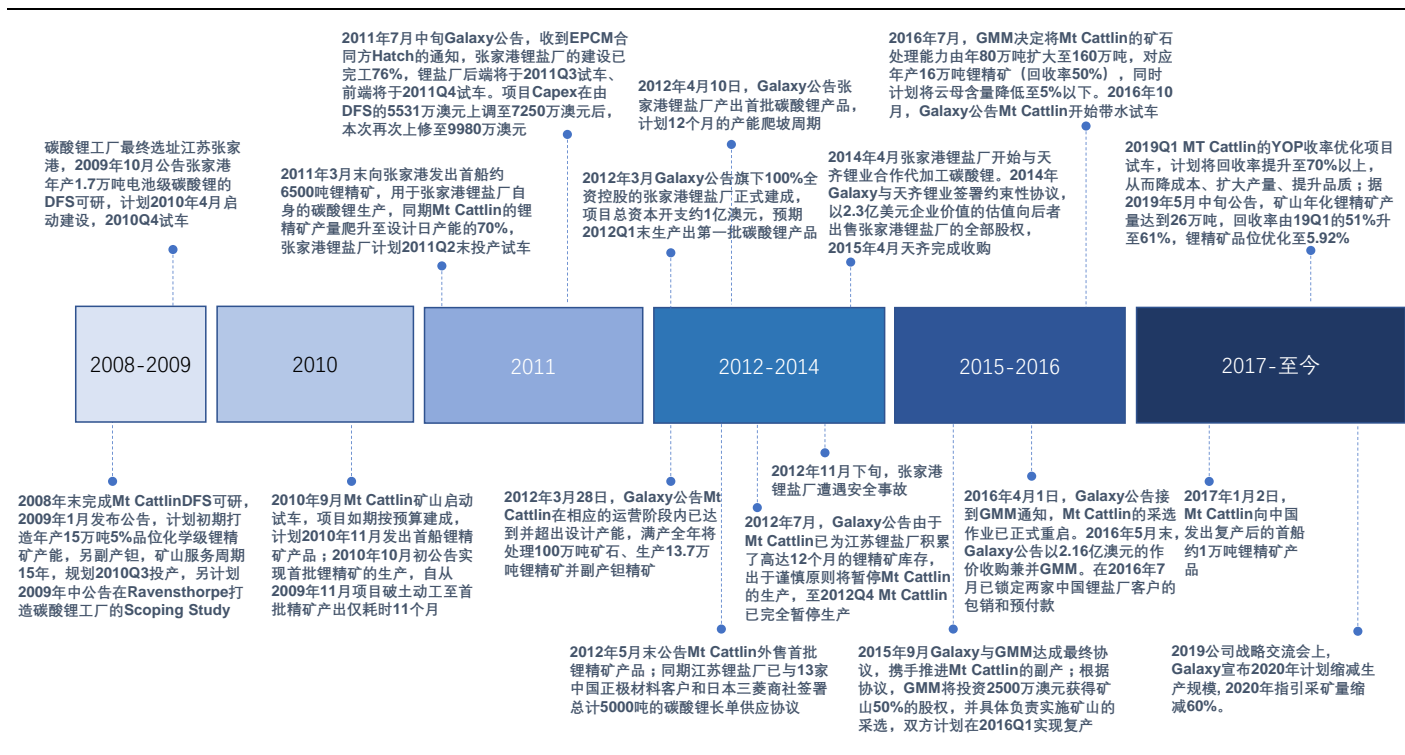 碳酸锂工厂最终选址江苏张家
港，2009年10月公告张家港
年产1.7万吨电池级碳酸锂的
DFS可研，计划2010年4月启
动建设，2010Q4试车
2011年3月末向张家港发出首船约
6500吨锂精矿，用于张家港锂盐厂自
身的碳酸锂生产，同期Mt Cattlin的锂
精矿产量爬升至设计日产能的70%，
张家港锂盐厂计划2011Q2末投产试车
2011年7月中旬Galaxy公告，收到EPCM合
同方Hatch的通知，张家港锂盐厂的建设已
完工76%，锂盐厂后端将于2011Q3试车、
前端将于2011Q4试车。项目Capex在由
DFS的5531万澳元上调至7250万澳元后，
本次再次上修至9980万澳元
2012年3月Galaxy公告旗下100%全
资控股的张家港锂盐厂正式建成，
项目总资本开支约1亿澳元，预期
2012Q1末生产出第一批碳酸锂产品
2012年4月10日，Galaxy公告张
家港锂盐厂产出首批碳酸锂产品，
计划12个月的产能爬坡周期
2014年4月张家港锂盐厂开始与天
齐锂业合作代加工碳酸锂。2014年
Galaxy与天齐锂业签署约束性协议，
以2.3亿美元企业价值的估值向后者
出售张家港锂盐厂的全部股权，
2015年4月天齐完成收购
2016年7月，GMM决定将Mt Cattlin的矿石
处理能力由年80万吨扩大至160万吨，对应
年产16万吨锂精矿（回收率50%），同时
计划将云母含量降低至5%以下。2016年10
月，Galaxy公告Mt Cattlin开始带水试车
2019Q1 MT Cattlin的YOP收率优化项目
试车，计划将回收率提升至70%以上，
从而降成本、扩大产量、提升品质；据
2019年5月中旬公告，矿山年化锂精矿产
量达到26万吨，回收率由19Q1的51%升
至61%，锂精矿品位优化至5.92%
2008-2009
2010
2011
2012-2014
2015-2016
2017-至今
2008年末完成Mt CattlinDFS可研，
2009年1月发布公告，计划初期打
造年产15万吨5%品位化学级锂精
矿产能，另副产钽，矿山服务周期
15年，规划2010Q3投产，另计划
2009年中公告在Ravensthorpe打
造碳酸锂工厂的Scoping Study
2010年9月Mt Cattlin矿山启动
试车，项目如期按预算建成，
计划2010年11月发出首船锂精
矿产品；2010年10月初公告实
现首批锂精矿的生产，自从
2009年11月项目破土动工至首
批精矿产出仅耗时11个月
2012年3月28日，Galaxy公告Mt
Cattlin在相应的运营阶段内已达
到并超出设计产能，满产全年将
处理100万吨矿石、生产13.7万
吨锂精矿并副产钽精矿
2012年5月末公告Mt Cattlin外售首批
锂精矿产品；同期江苏锂盐厂已与13家
中国正极材料客户和日本三菱商社签署
总计5000吨的碳酸锂长单供应协议
2012年7月，Galaxy公告由于
Mt Cattlin已为江苏锂盐厂积累
了高达12个月的锂精矿库存，
出于谨慎原则将暂停Mt Cattlin
的生产，至2012Q4 Mt Cattlin
已完全暂停生产
2012年11月下旬，张家港
锂盐厂遭遇安全事故
2015年9月Galaxy与GMM达成最终协
议，携手推进Mt Cattlin的副产；根据
协议，GMM将投资2500万澳元获得矿
山50%的股权，并具体负责实施矿山的
采选，双方计划在2016Q1实现复产
2016年4月1日，Galaxy公告接
到GMM通知，Mt Cattlin的采选
作业已正式重启。2016年5月末，
Galaxy公告以2.16亿澳元的作
价收购兼并GMM。在2016年7
月已锁定两家中国锂盐厂客户的
包销和预付款
2017年1月2日，
Mt Cattlin向中国
发出复产后的首船
约1万吨锂精矿产
品
2019公司战略交流会上，
Galaxy宣布2020年计划缩减生
产规模, 2020年指引采矿量缩
减60%。